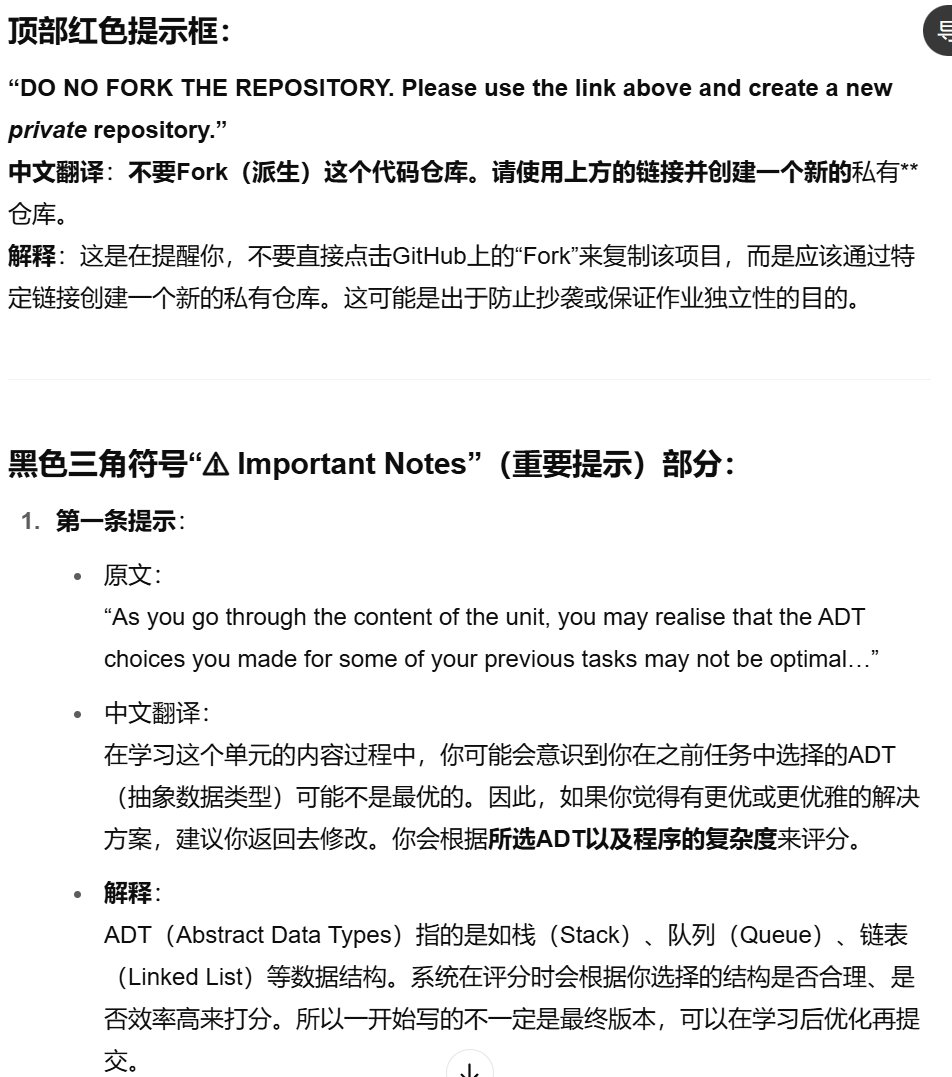 顶部红色提示框：
导
“DO NO FORK THE REPOSITORY. Please use the link above and create a new
private repository.”
中文翻译：不要Fork（派生）这个代码仓库。请使用上方的链接并创建一个新的私有**
仓库。
解释：这是在提醒你，不要直接点击GitHub上的“Fork”来复制该项目，而是应该通过特
定链接创建一个新的私有仓库。这可能是出于防止抄袭或保证作业独立性的目的。
黑色三角符号“⚠ Important Notes”（重要提示）部分：
1. 第一条提示：
• 原文：
“As you go through the content of the unit, you may realise that the ADT
choices you made for some of your previous tasks may not be optimal…”
• 中文翻译：
在学习这个单元的内容过程中，你可能会意识到你在之前任务中选择的ADT
（抽象数据类型）可能不是最优的。因此，如果你觉得有更优或更优雅的解决
方案，建议你返回去修改。你会根据所选ADT以及程序的复杂度来评分。
• 解释：
ADT（Abstract Data Types）指的是如栈（Stack）、队列（Queue）、链表
（Linked List）等数据结构。系统在评分时会根据你选择的结构是否合理、是
否效率高来打分。所以一开始写的不一定是最终版本，可以在学习后优化再提
交。